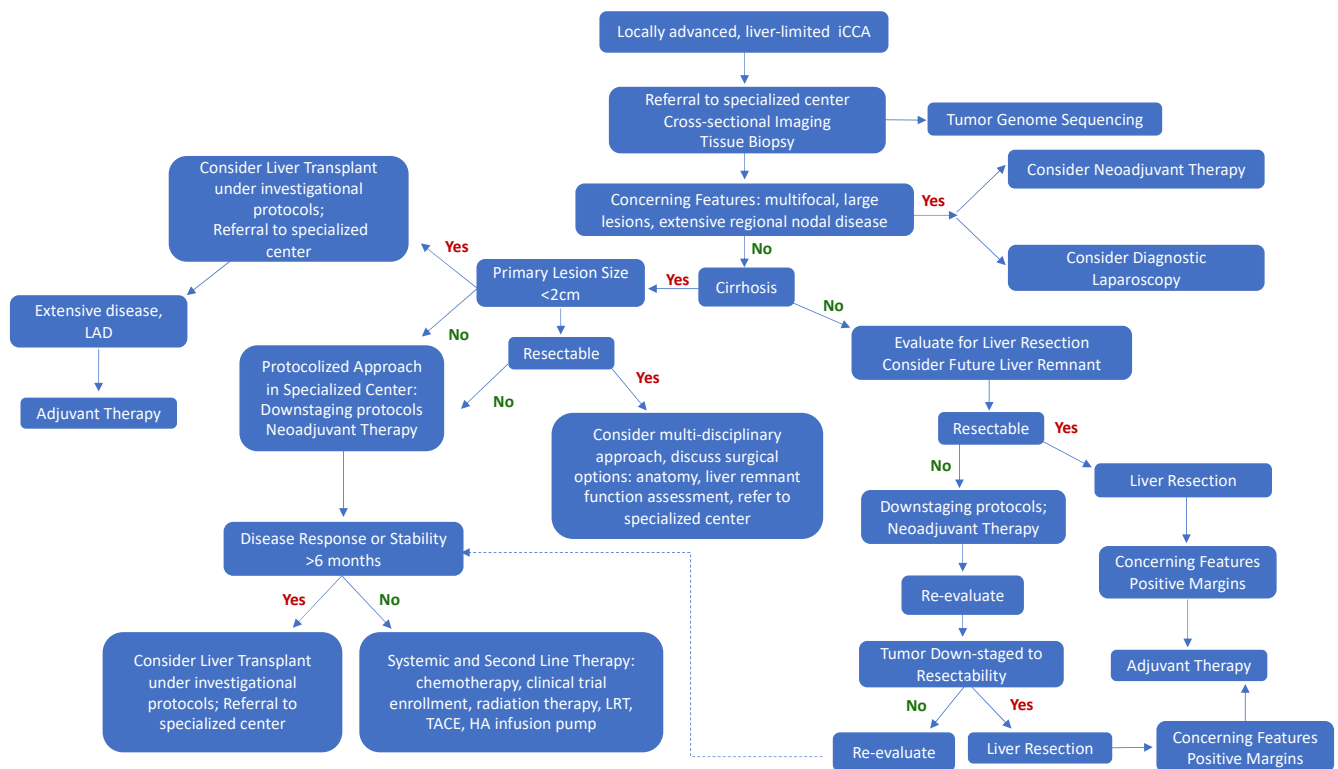 Locally advanced, liver-limited iCCA
Referral to specialized center
Cross-sectional Imaging
Tissue Biopsy
Tumor Genome Sequencing
Concerning Features: multifocal, large
lesions, extensive regional nodal disease
Yes
Consider Neoadjuvant Therapy
Consider Diagnostic
Laparoscopy
No
Cirrhosis
Yes
Primary Lesion Size
<2cm
Yes
Consider Liver Transplant
under investigational
protocols;
Referral to specialized
center
Extensive disease,
LAD
Adjuvant Therapy
No
Protocolized Approach
in Specialized Center:
Downstaging protocols
Neoadjuvant Therapy
Resectable
No
Yes
Consider multi-disciplinary
approach, discuss surgical
options: anatomy, liver remnant
function assessment, refer to
specialized center
Disease Response or Stability
>6 months
Yes
No
Consider Liver Transplant
under investigational
protocols; Referral to
specialized center
Systemic and Second Line Therapy:
chemotherapy, clinical trial
enrollment, radiation therapy, LRT,
TACE, HA infusion pump
No
Evaluate for Liver Resection
Consider Future Liver Remnant
Resectable
Yes
No
Liver Resection
Concerning Features
Positive Margins
Adjuvant Therapy
Downstaging protocols;
Neoadjuvant Therapy
Re-evaluate
Tumor Down-staged to
Resectability
No
Yes
Re-evaluate
Liver Resection
Concerning Features
Positive Margins